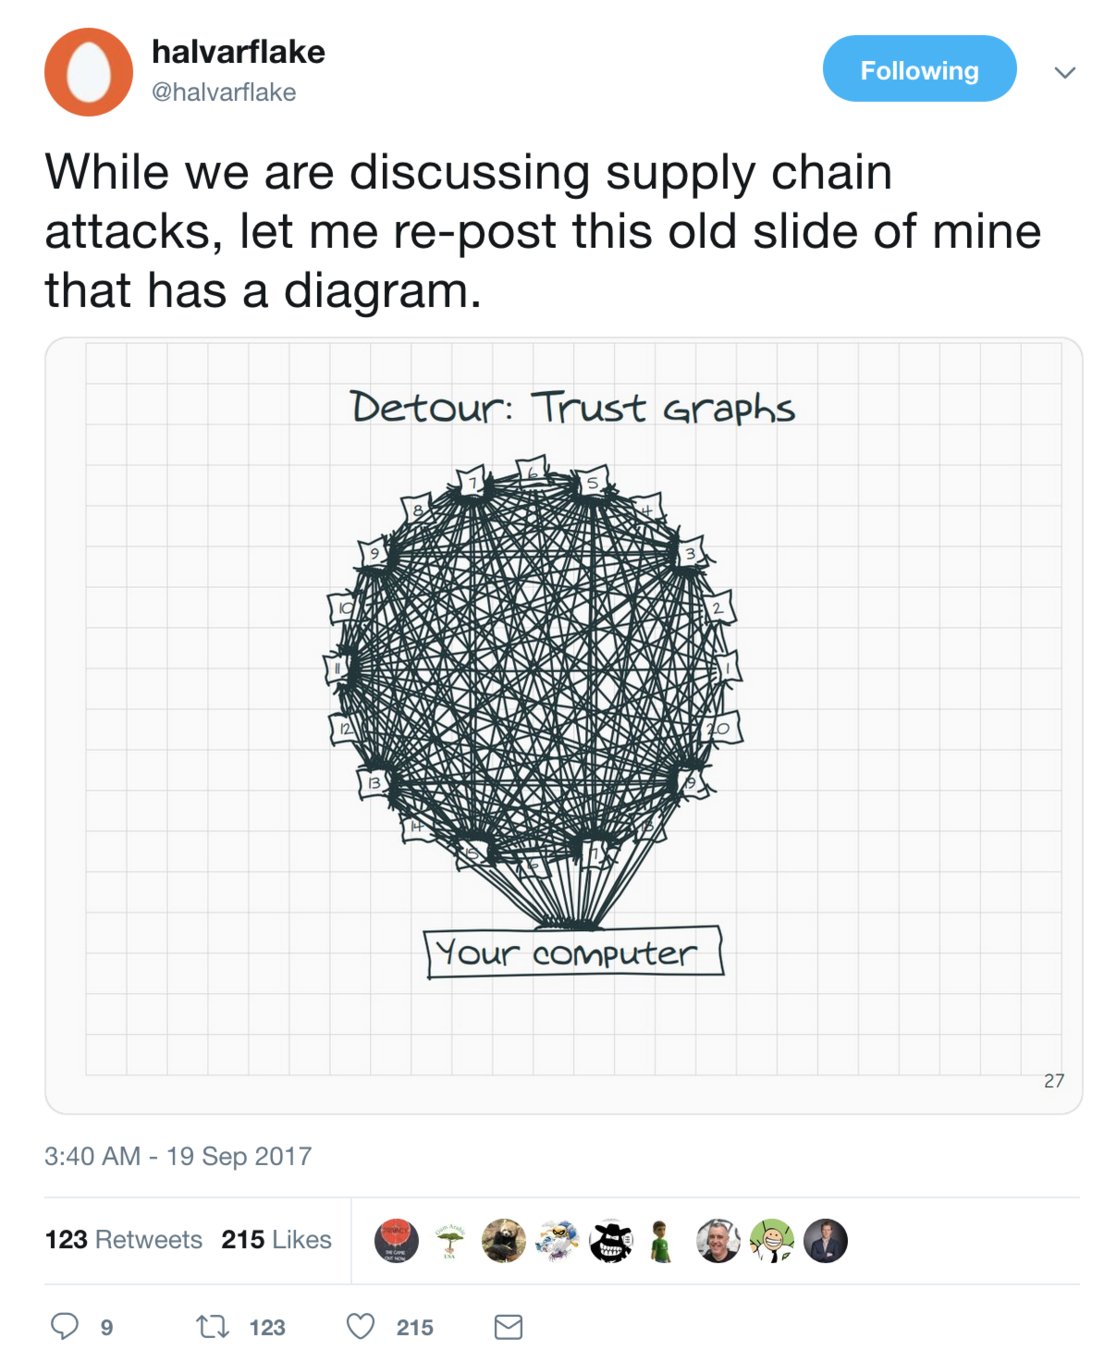 halvarflake
@halvarflake
Following
While we are discussing supply chain
attacks, let me re-post this old slide of mine
that has a diagram.
Detour: Trust Graphs
6
7
5
8
4
9
3
10
2
11
1
12
20
13
19
14
18
15
17
16
Your computer
27
3:40 AM - 19 Sep 2017
123 Retweets 215 Likes
9 123 215